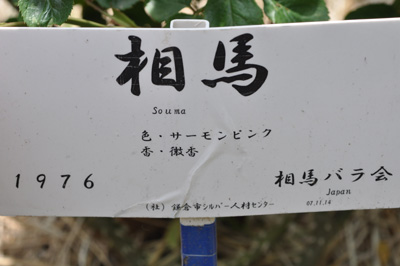 相馬
Souma
色・サーモンピンク
香・微香
1976
相馬バラ会
Japan
(社) 鎌倉市シルバー人材センター
07.11.14